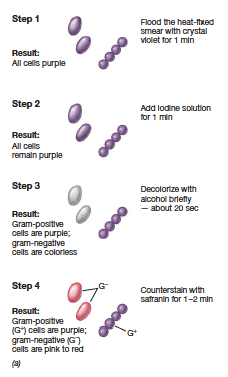 Step 1
Flood the heat-fixed
smear with crystal
violet for 1 min
Result:
All cells purple
Step 2
Add iodine solution
for 1 min
Result:
All cells
remain purple
Step 3
Decolorize with
alcohol briefly
— about 20 sec
Result:
Gram-positive
cells are purple;
gram-negative
cells are colorless
Step 4
G⁻
Counterstain with
safranin for 1–2 min
Result:
Gram-positive
(G⁺) cells are purple;
gram-negative (G⁻)
cells are pink to red
G⁺
(a)